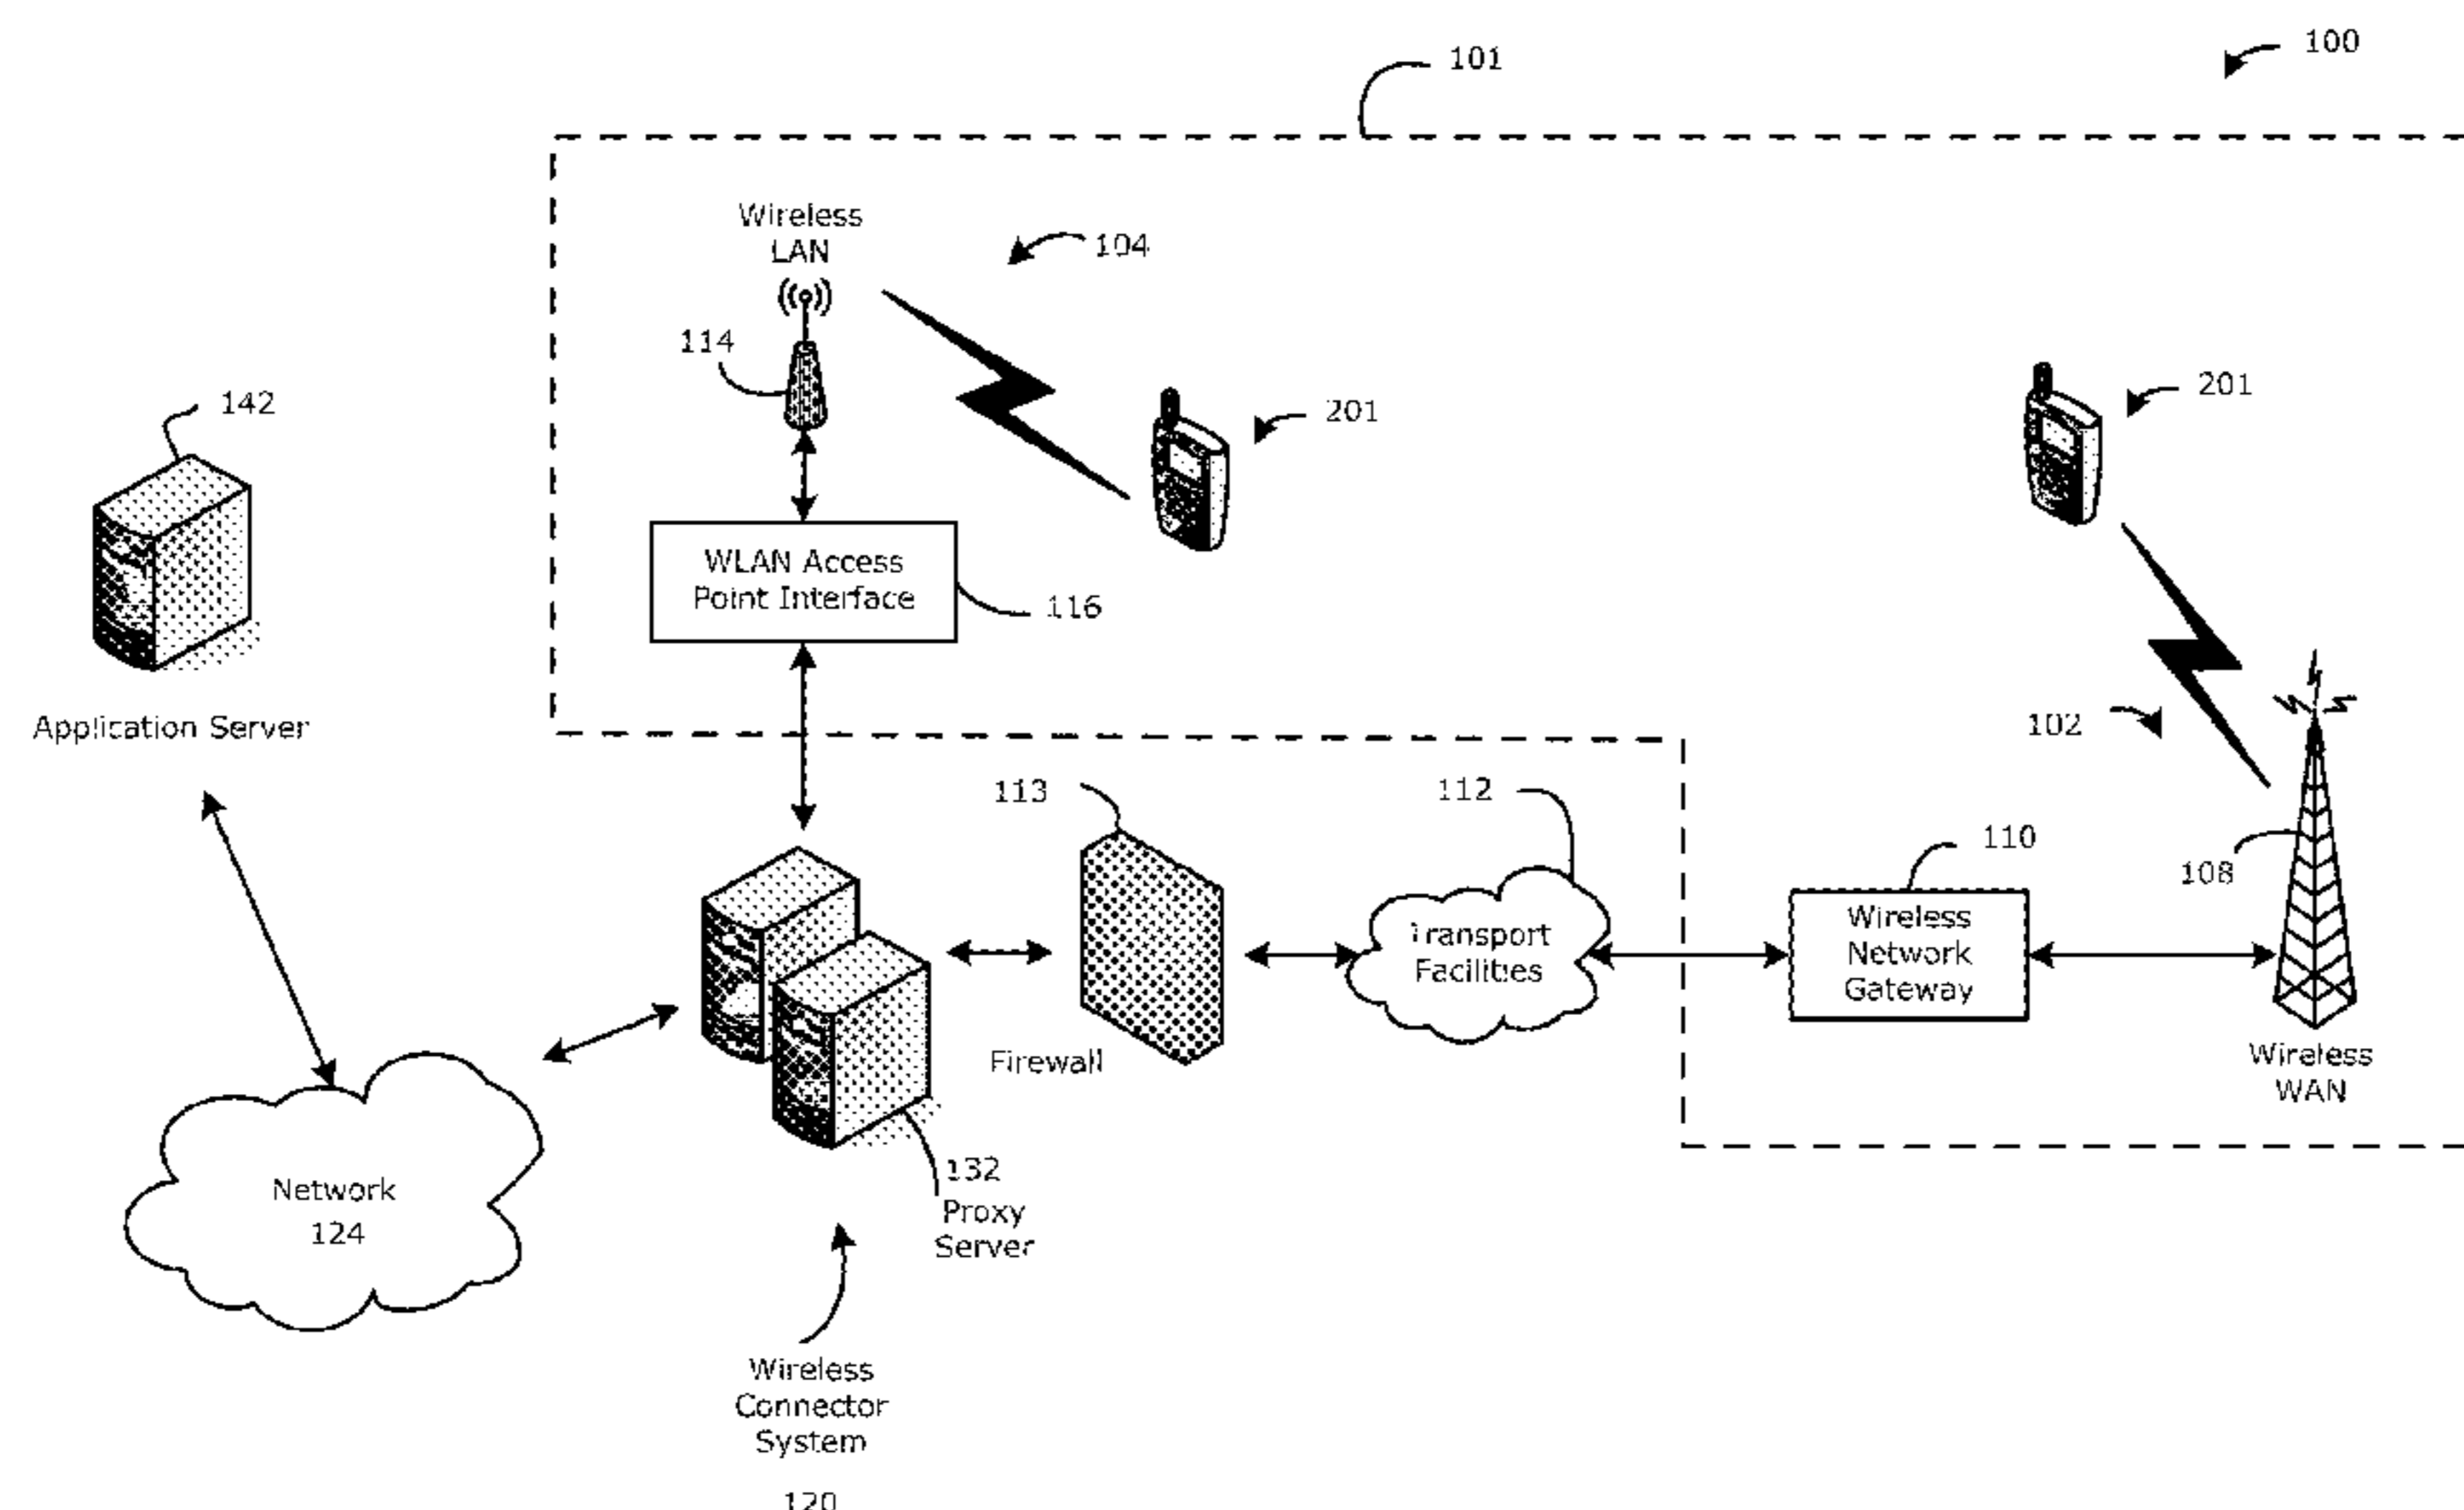 100
101
Wireless
LAN
104
114
201
201
142
WLAN Access
Point Interface
116
Application Server
102
113
112
110
108
Transport
Facilities
Wireless
Network
Gateway
Firewall
Wireless
WAN
132
Proxy
Server
Network
124
Wireless
Connector
System
120